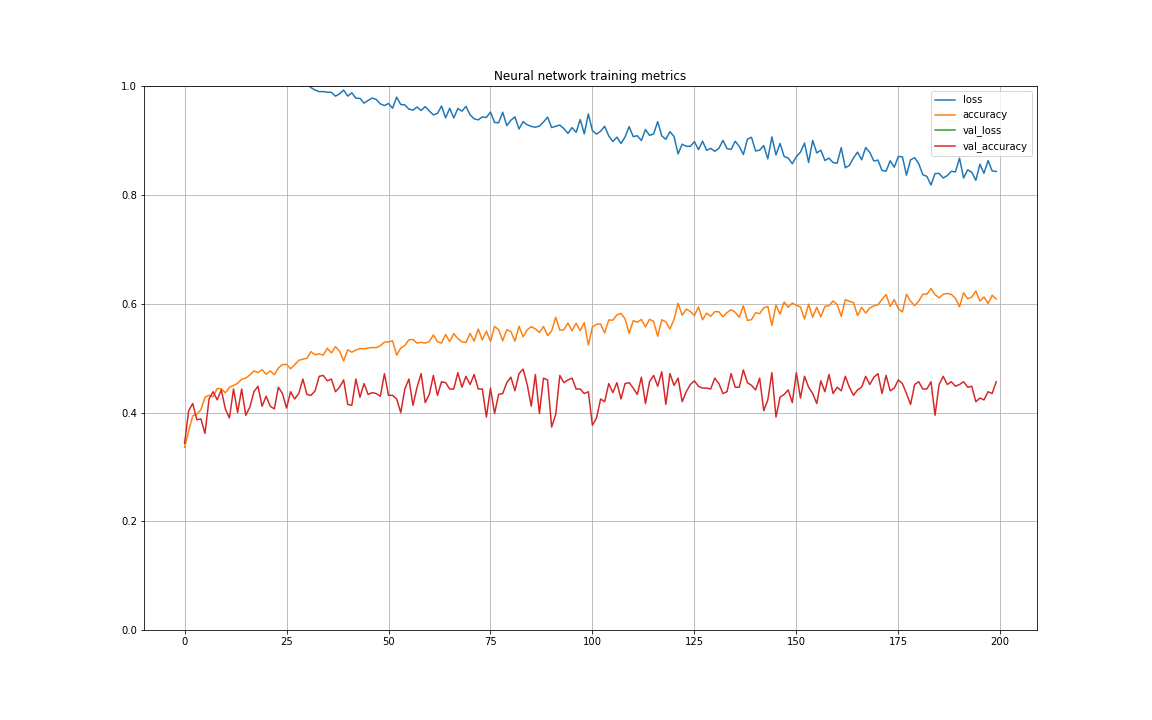 Neural network training metrics
1.0
loss
accuracy
val_loss
val_accuracy
0.8
0.6
0.4
0.2
0.0
0 25 50 75 100 125 150 175 200